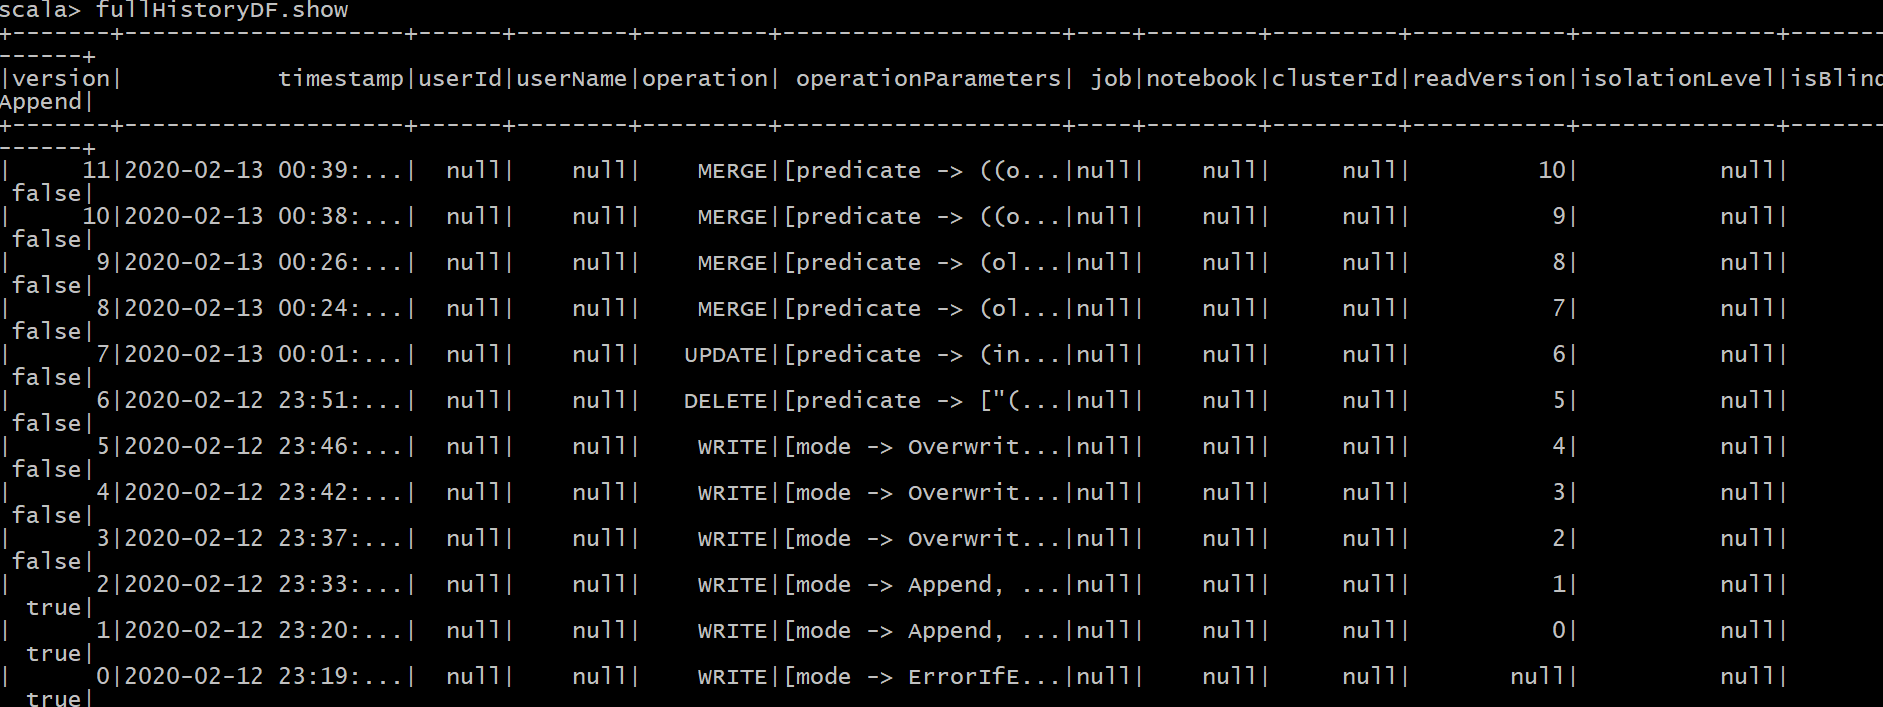 scala> fullHistoryDF.show
+-------+--------------------+------+--------+---------+--------------------+----+--------+---------+-----------+--------------+-------
------+
|version|           timestamp|userId|userName|operation| operationParameters| job|notebook|clusterId|readVersion|isolationLevel|isBlind
Append|
+-------+--------------------+------+--------+---------+--------------------+----+--------+---------+-----------+--------------+-------
------+
|     11|2020-02-13 00:39:...|  null|    null|    MERGE|[predicate -> ((o...|null|    null|     null|         10|          null|
 false|
|     10|2020-02-13 00:38:...|  null|    null|    MERGE|[predicate -> ((o...|null|    null|     null|          9|          null|
 false|
|      9|2020-02-13 00:26:...|  null|    null|    MERGE|[predicate -> (ol...|null|    null|     null|          8|          null|
 false|
|      8|2020-02-13 00:24:...|  null|    null|    MERGE|[predicate -> (ol...|null|    null|     null|          7|          null|
 false|
|      7|2020-02-13 00:01:...|  null|    null|   UPDATE|[predicate -> (in...|null|    null|     null|          6|          null|
 false|
|      6|2020-02-12 23:51:...|  null|    null|   DELETE|[predicate -> ["(...|null|    null|     null|          5|          null|
 false|
|      5|2020-02-12 23:46:...|  null|    null|    WRITE|[mode -> Overwrit...|null|    null|     null|          4|          null|
 false|
|      4|2020-02-12 23:42:...|  null|    null|    WRITE|[mode -> Overwrit...|null|    null|     null|          3|          null|
 false|
|      3|2020-02-12 23:37:...|  null|    null|    WRITE|[mode -> Overwrit...|null|    null|     null|          2|          null|
 false|
|      2|2020-02-12 23:33:...|  null|    null|    WRITE|[mode -> Append, ...|null|    null|     null|          1|          null|
  true|
|      1|2020-02-12 23:20:...|  null|    null|    WRITE|[mode -> Append, ...|null|    null|     null|          0|          null|
  true|
|      0|2020-02-12 23:19:...|  null|    null|    WRITE|[mode -> ErrorIfE...|null|    null|     null|       null|          null|
  true|